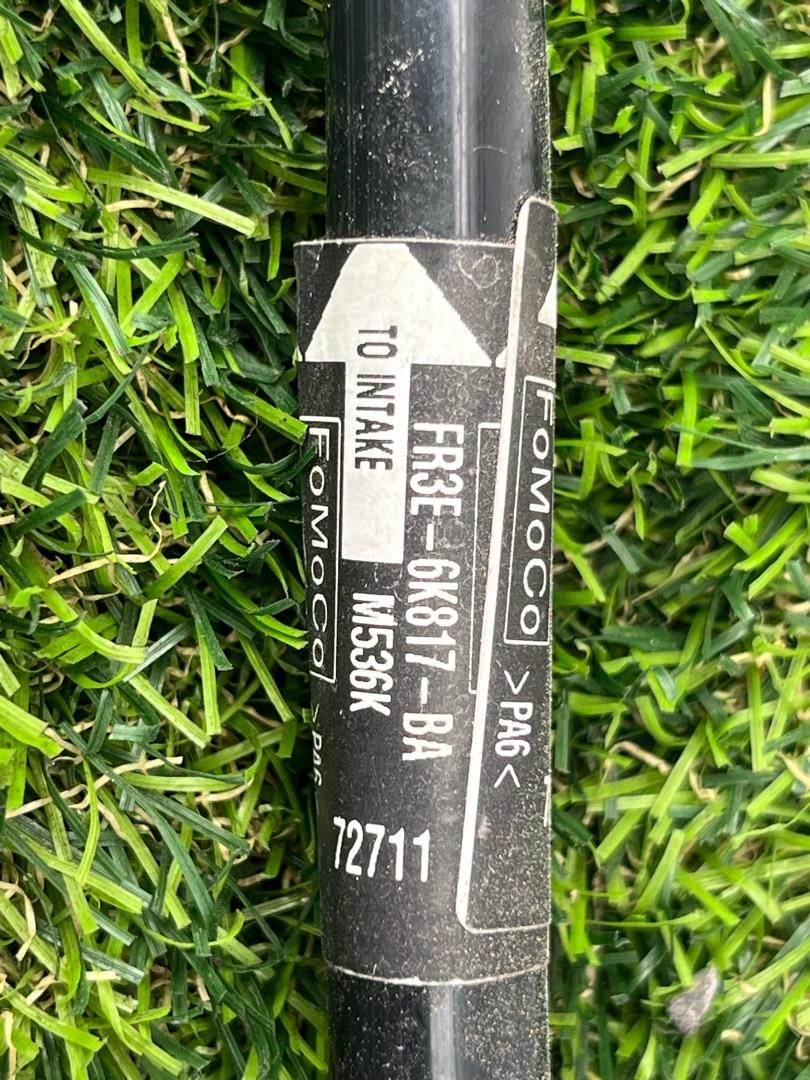 TO INTAKE
FR3E-6K817-BA
M536K
FoMoCo
>PA6
72711
FoMoCo
>PA6<